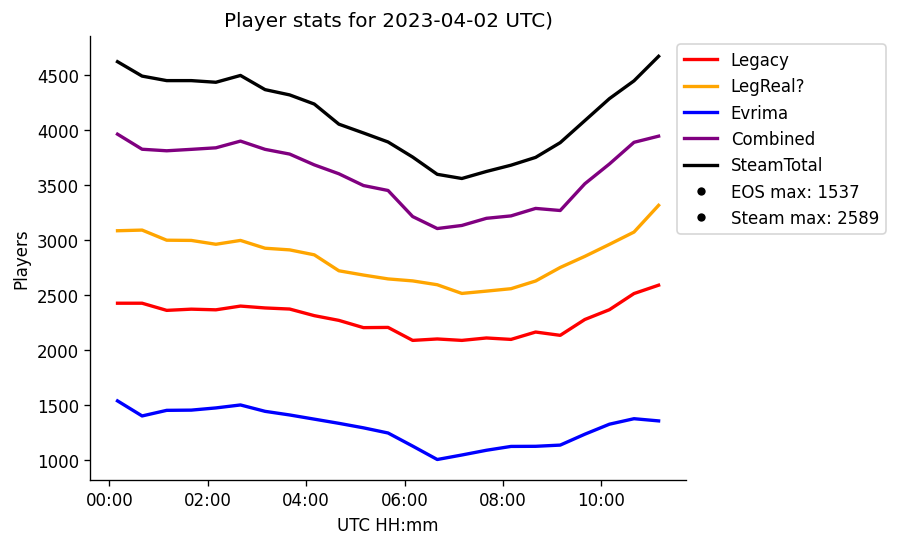 Player stats for 2023-04-02 UTC)
Legacy
LegReal?
Evrima
Combined
SteamTotal
EOS max: 1537
Steam max: 2589
Players
4500
4000
3500
3000
2500
2000
1500
1000
00:00 02:00 04:00 06:00 08:00 10:00
UTC HH:mm